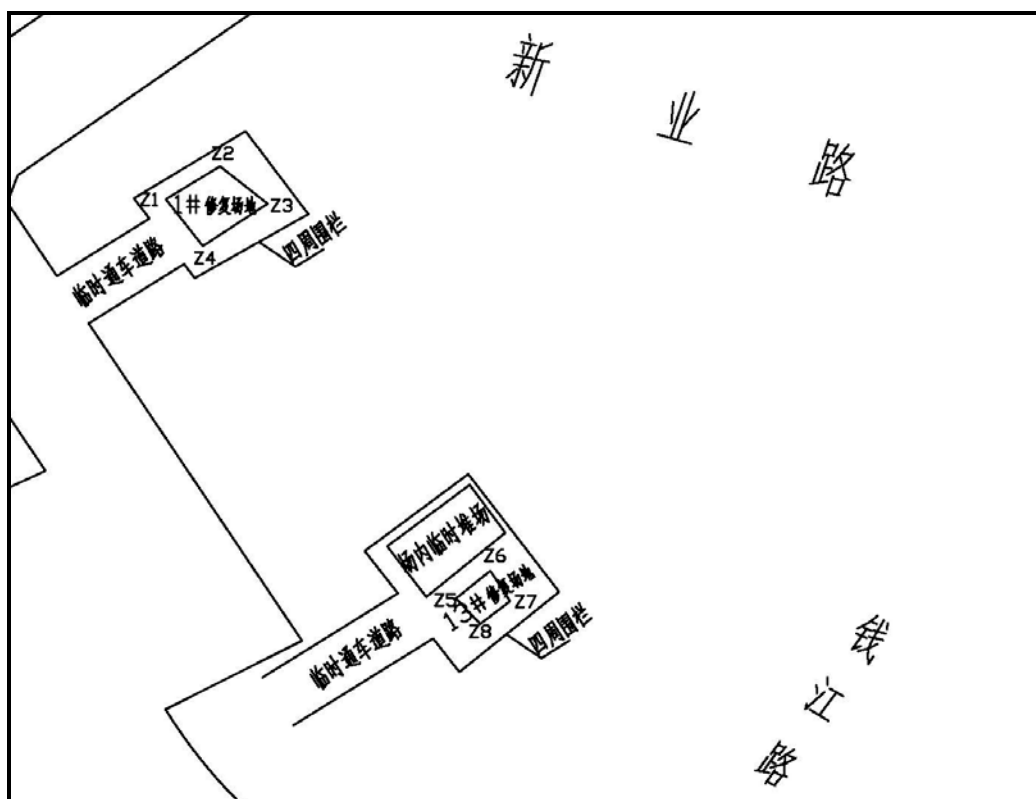 新业路
Z2
Z1
1# 修复场地
Z3
Z4
四周围栏
临时通车道路
场内临时堆场
Z6
Z5
13# 修复场地
Z7
Z8
四周围栏
临时通车道路
钱江路